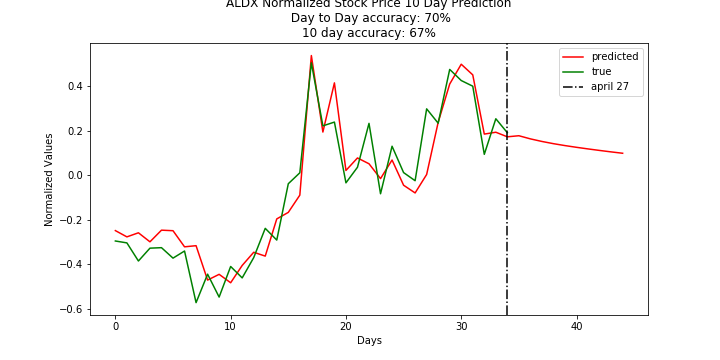 ALDX Normalized Stock Price 10 Day Prediction
Day to Day accuracy: 70%
10 day accuracy: 67%
predicted
true
april 27
Normalized Values
0.4
0.2
0.0
−0.2
−0.4
−0.6
0 10 20 30 40
Days